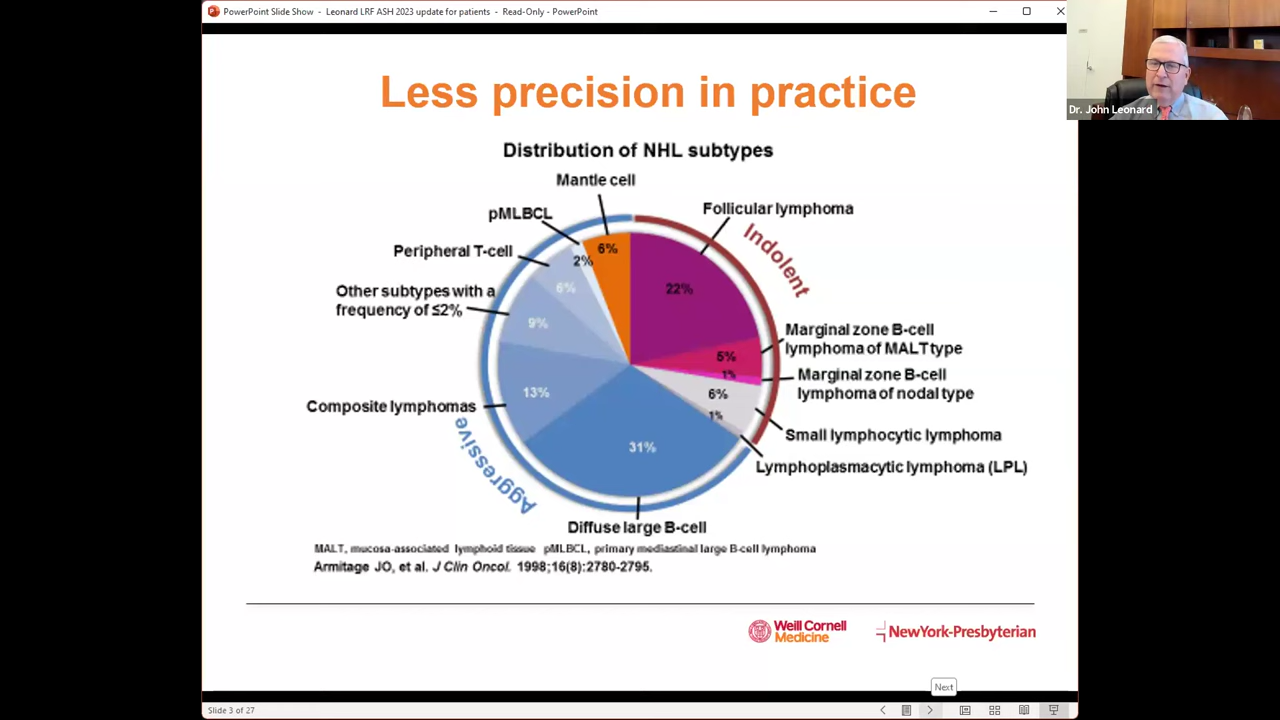 PowerPoint Slide Show - Leonard LRF ASH 2023 update for patients - Read-Only - PowerPoint
Dr. John Leonard
Less precision in practice
Distribution of NHL subtypes
Mantle cell
pMLBCL
Follicular lymphoma
Indolent
Peripheral T-cell
6%
2%
22%
6%
Other subtypes with a
frequency of ≤2%
9%
Marginal zone B-cell
lymphoma of MALT type
5%
1%
Marginal zone B-cell
lymphoma of nodal type
13%
6%
1%
Composite lymphomas
Aggressive
Small lymphocytic lymphoma
31%
Lymphoplasmacytic lymphoma (LPL)
Diffuse large B-cell
MALT, mucosa-associated lymphoid tissue pMLBCL, primary mediastinal large B-cell lymphoma
Armitage JO, et al. J Clin Oncol. 1998;16(8):2780-2795.
Weill Cornell
Medicine
NewYork-Presbyterian
Next
Slide 3 of 27